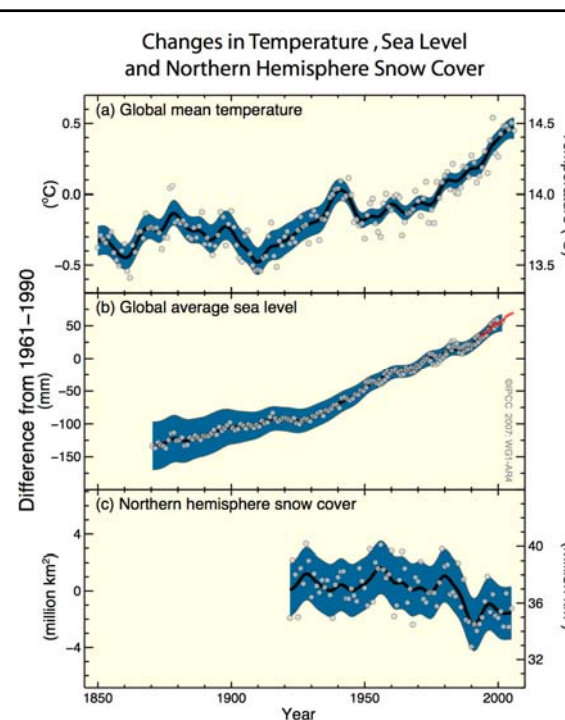 Changes in Temperature , Sea Level
and Northern Hemisphere Snow Cover
(a) Global mean temperature
0.5
0.0
−0.5
(°C)
14.5
14.0
13.5
(b) Global average sea level
50
0
−50
−100
−150
(mm)
Difference from 1961–1990
©IPCC 2007: WG1-AR4
(c) Northern hemisphere snow cover
4
0
−4
(million km²)
40
36
32
1850
1900
1950
2000
Year